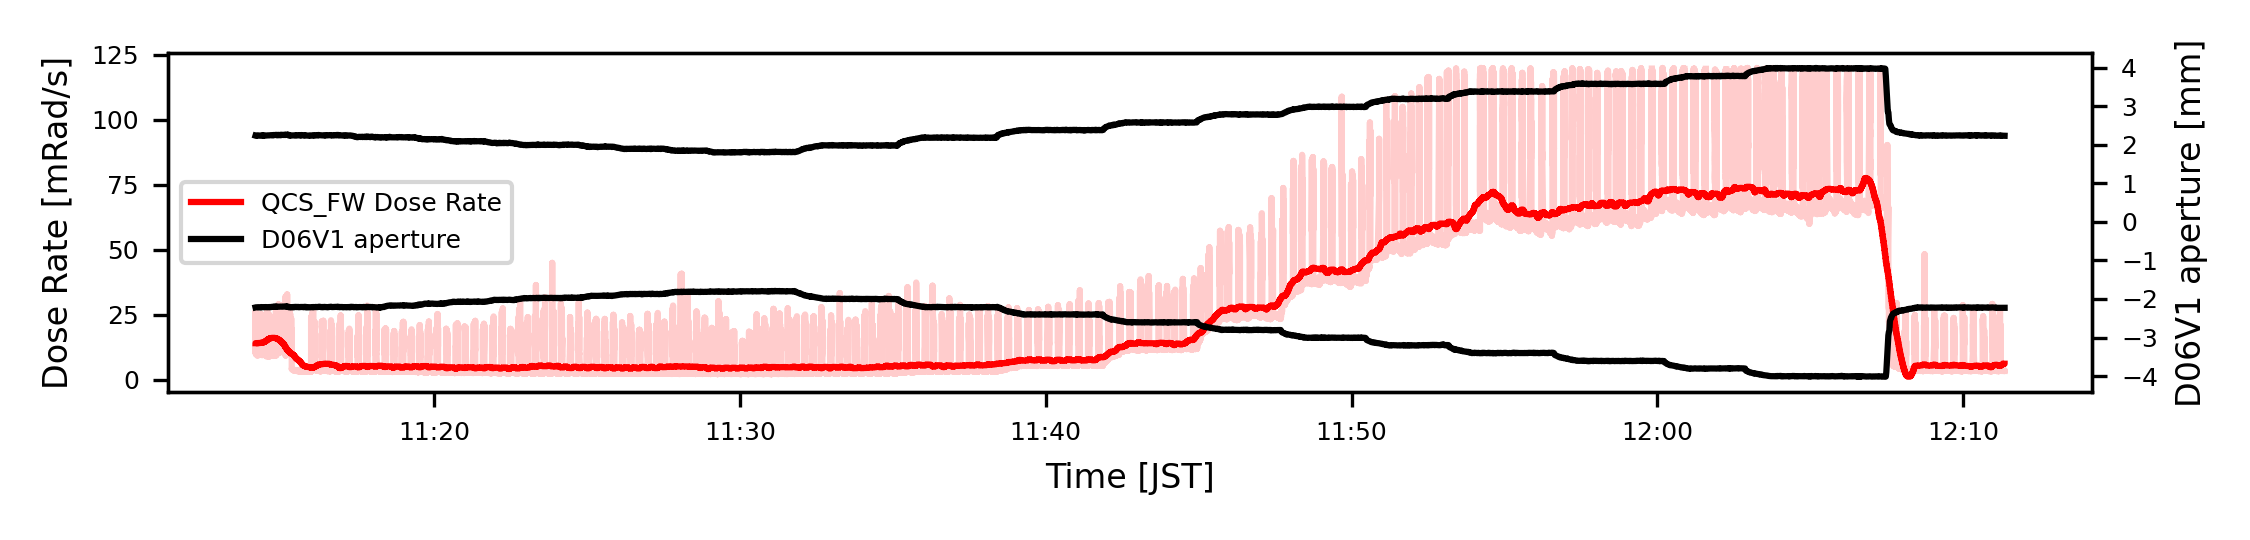 Dose Rate [mRad/s]
125
100
75
50
25
0
QCS_FW Dose Rate
D06V1 aperture
4
3
2
1
0
−1
−2
−3
−4
D06V1 aperture [mm]
11:20 11:30 11:40 11:50 12:00 12:10
Time [JST]